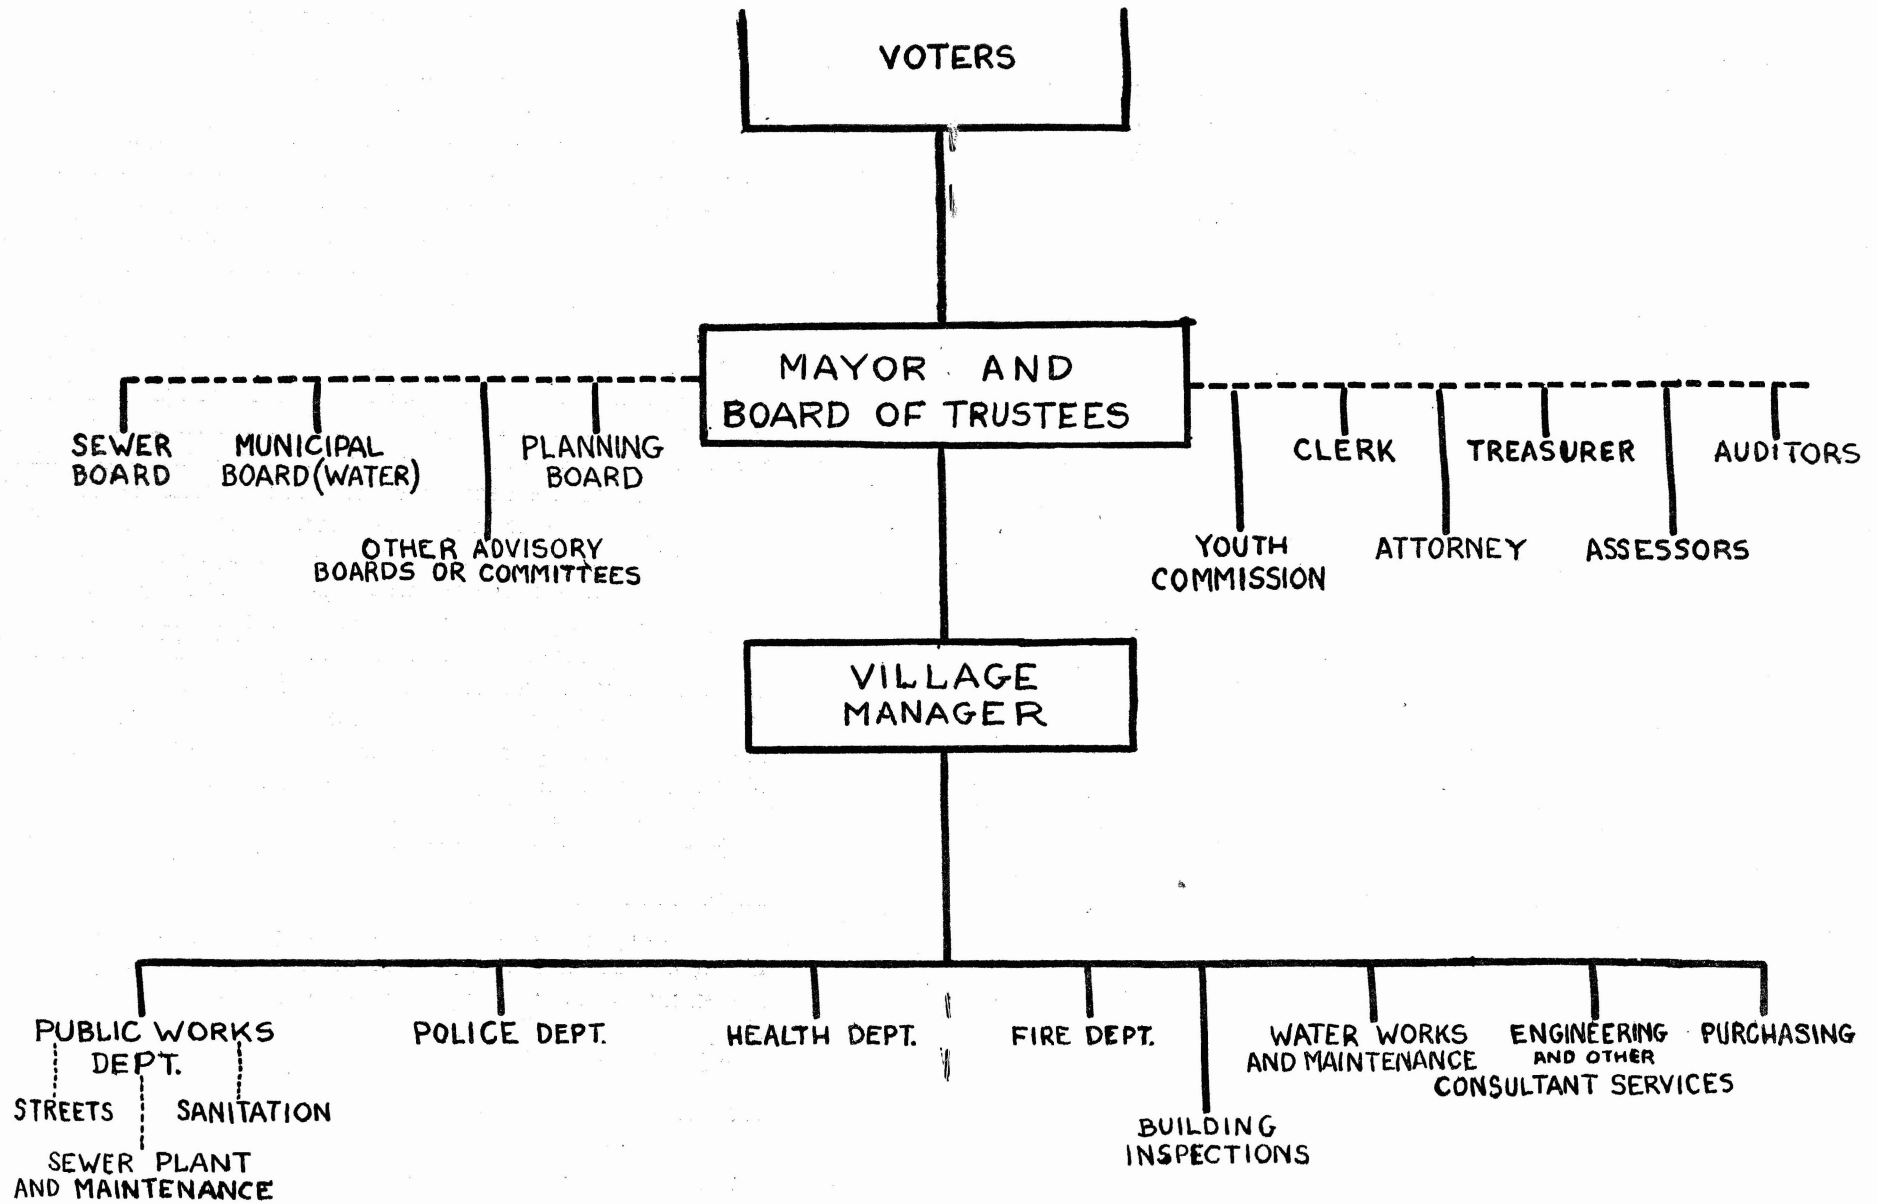 VOTERS
MAYOR AND
BOARD OF TRUSTEES
SEWER
BOARD
MUNICIPAL
BOARD (WATER)
OTHER ADVISORY
BOARDS OR COMMITTEES
PLANNING
BOARD
YOUTH
COMMISSION
CLERK
ATTORNEY
TREASURER
ASSESSORS
AUDITORS
VILLAGE
MANAGER
PUBLIC WORKS
DEPT.
STREETS
SANITATION
SEWER PLANT
AND MAINTENANCE
POLICE DEPT.
HEALTH DEPT.
FIRE DEPT.
BUILDING
INSPECTIONS
WATER WORKS
AND MAINTENANCE
ENGINEERING
AND OTHER
CONSULTANT SERVICES
PURCHASING